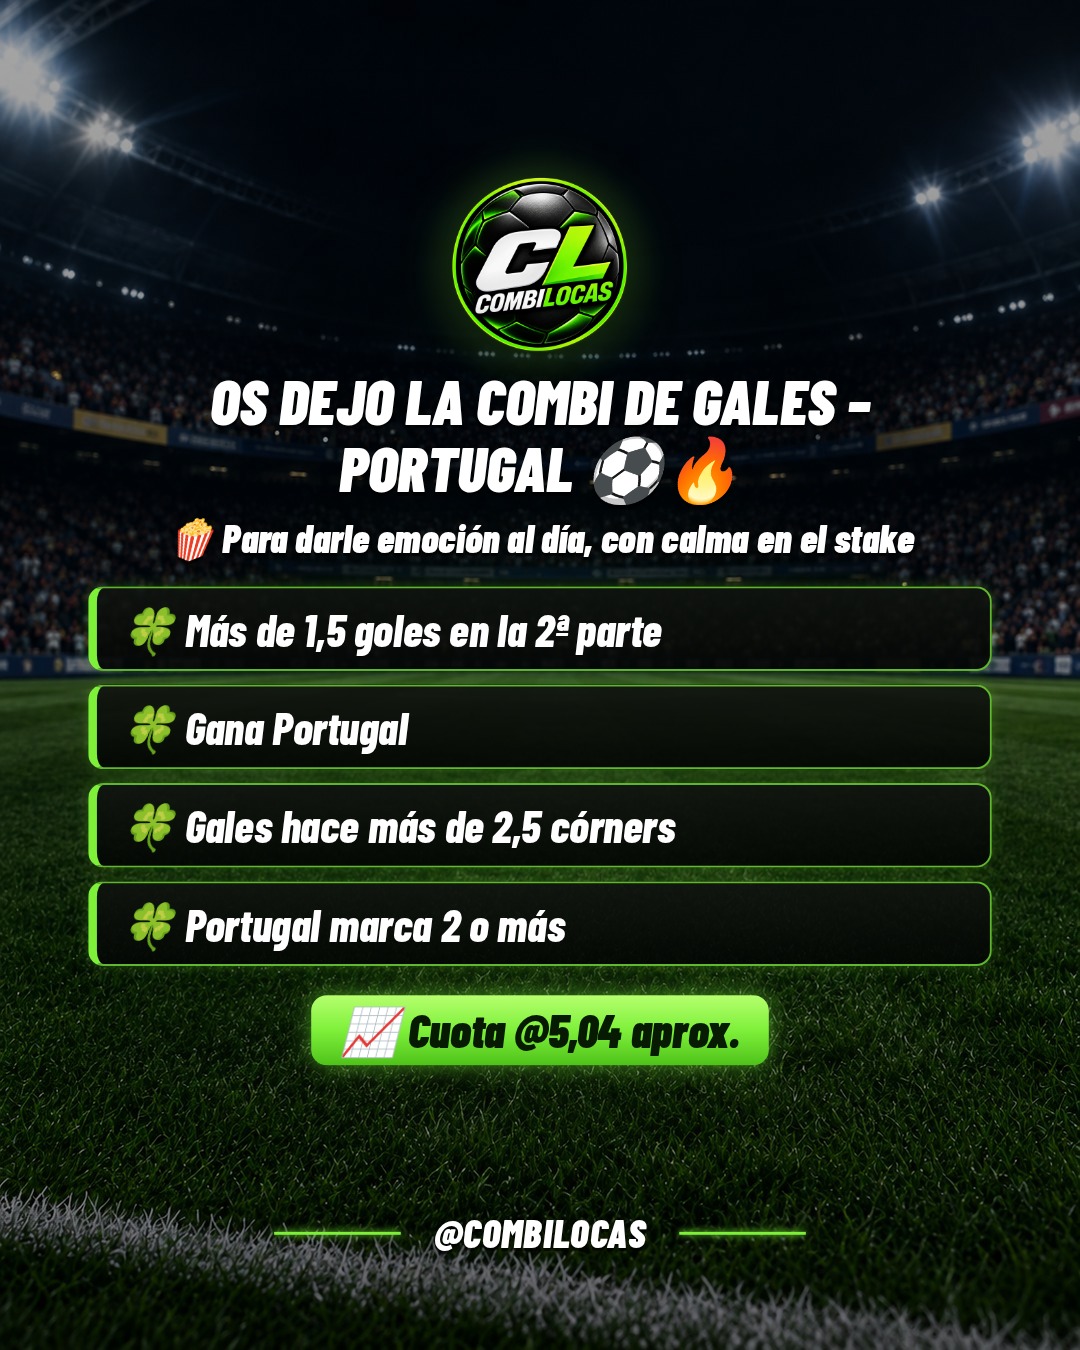 CL
COMBILOCAS
OS DEJO LA COMBI DE GALES -
PORTUGAL ⚽🔥
🍿 Para darle emoción al día, con calma en el stake
🍀 Más de 1,5 goles en la 2ª parte
🍀 Gana Portugal
🍀 Gales hace más de 2,5 córners
🍀 Portugal marca 2 o más
📈 Cuota @5,04 aprox.
@COMBILOCAS